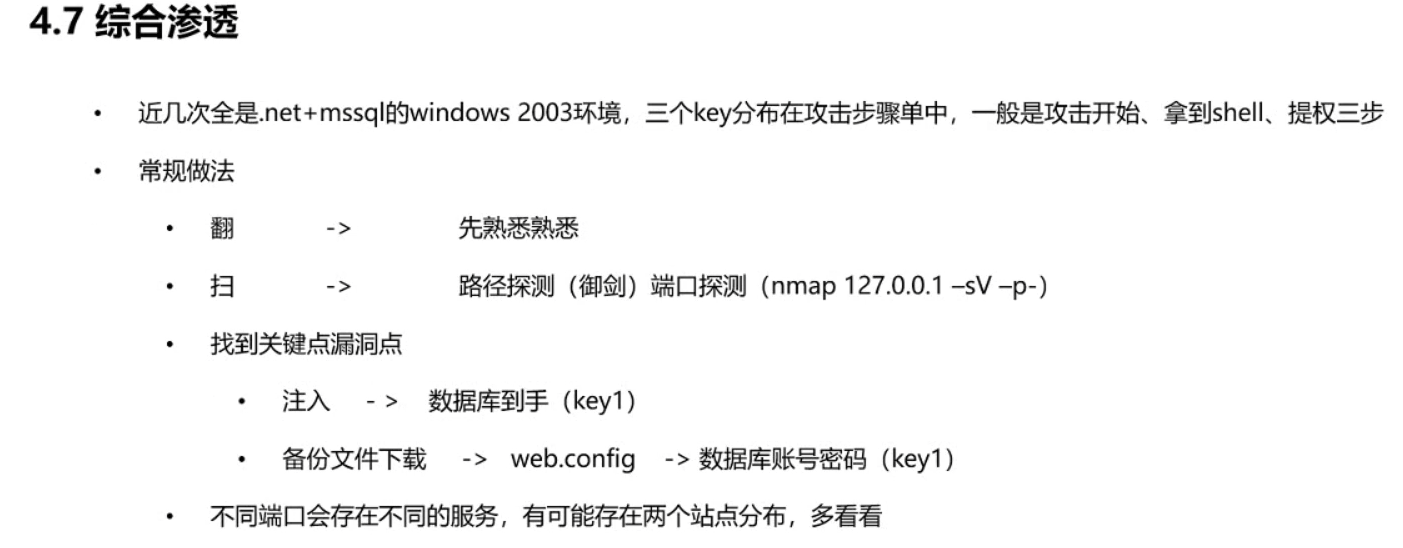 4.7 综合渗透
• 近几次全是.net+mssql的windows 2003环境，三个key分布在攻击步骤单中，一般是攻击开始、拿到shell、提权三步
• 常规做法
• 翻 -> 先熟悉熟悉
• 扫 -> 路径探测（御剑）端口探测（nmap 127.0.0.1 –sV –p-）
• 找到关键点漏洞点
• 注入 - > 数据库到手（key1）
• 备份文件下载 -> web.config -> 数据库账号密码（key1）
• 不同端口会存在不同的服务，有可能存在两个站点分布，多看看